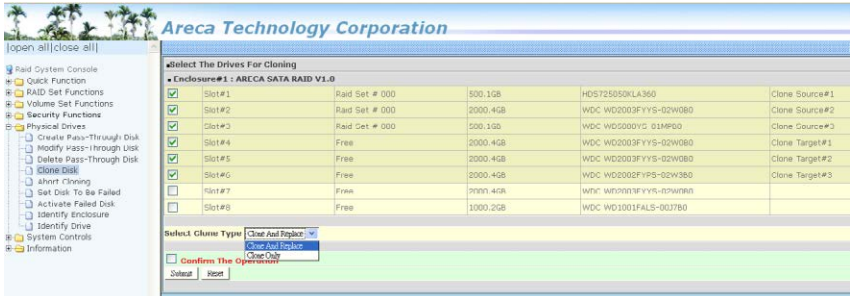 Areca Technology Corporation
|open all|close all|
Raid System Console
Quick Function
RAID Set Functions
Volume Set Functions
Security Functions
Physical Drives
Create Pass-Through Disk
Modify Pass-Through Disk
Delete Pass-Through Disk
Clone Disk
Abort Cloning
Set Disk To Be Failed
Activate Failed Disk
Identify Enclosure
Identify Drive
System Controls
Information
Select The Drives For Cloning
Enclosure#1 : ARECA SATA RAID V1.0
Slot#1 Raid Set # 000 500.1GB HDS725050KLA360 Clone Source#1
Slot#2 Raid Set # 000 2000.4GB WDC WD2003FYYS-02W0B0 Clone Source#2
Slot#3 Raid Set # 000 500.1GB WDC WD5000YS-01MPB0 Clone Source#3
Slot#4 Free 2000.4GB WDC WD2003FYYS-02W0B0 Clone Target#1
Slot#5 Free 2000.4GB WDC WD2003FYYS-02W0B0 Clone Target#2
Slot#6 Free 2000.4GB WDC WD2002FYPS-02W3B0 Clone Target#3
Slot#7 Free 2000.4GB WDC WD2003FYYS-02W0B0
Slot#8 Free 1000.2GB WDC WD1001FALS-00J7B0
Select Clone Type Clone And Replace
Clone And Replace
Clone Only
Confirm The Operation
Submit Reset